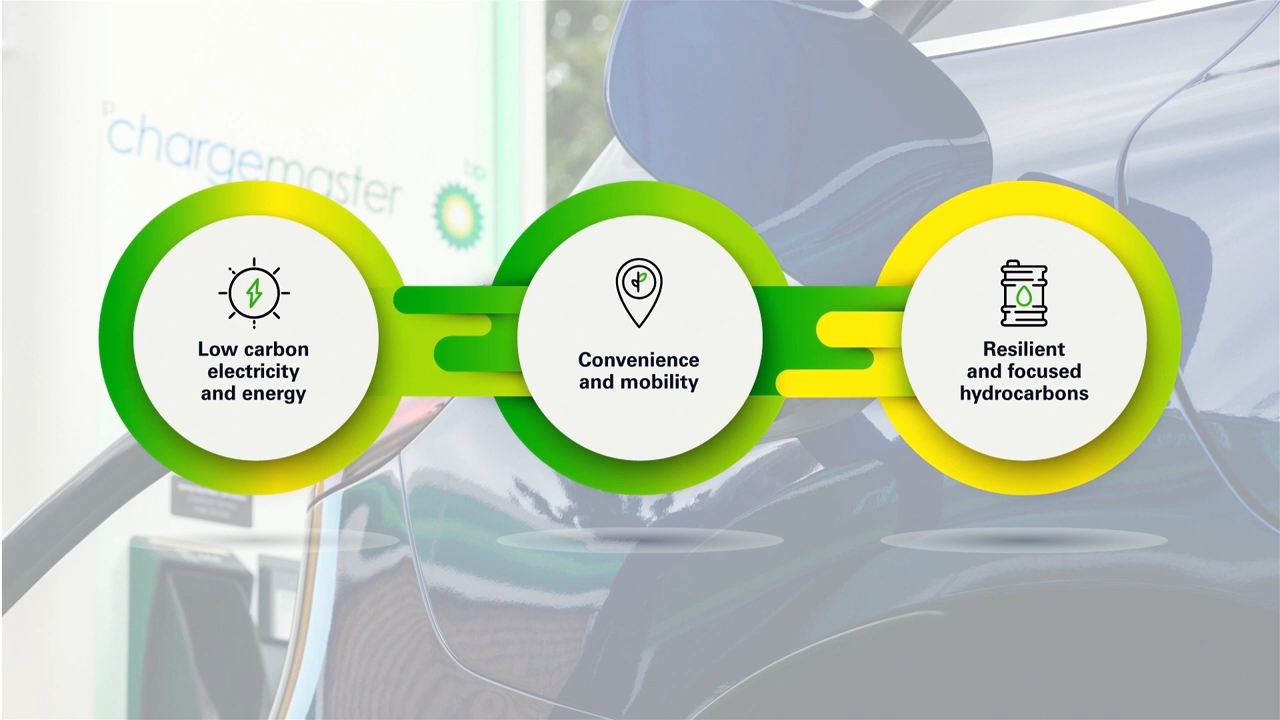 chargemaster
bp
Low carbon
electricity
and energy
Convenience
and mobility
Resilient
and focused
hydrocarbons